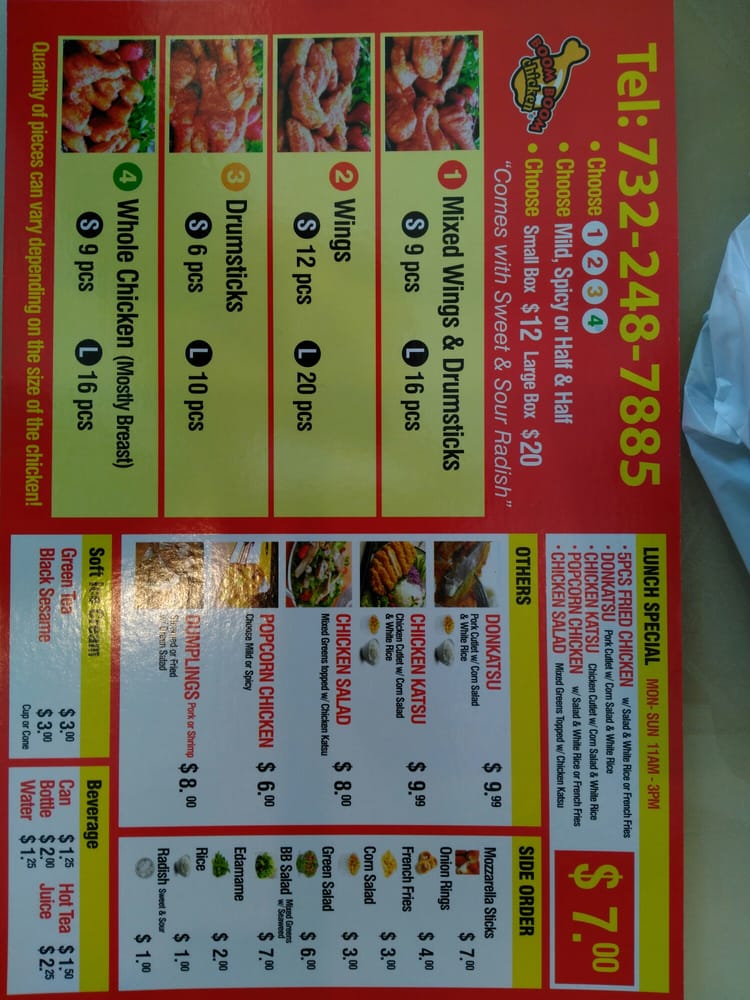 Tel: 732-248-7885
BOOM BOOM
chicken
• Choose 1 2 3 4
• Choose Mild, Spicy or Half & Half
• Choose Small Box $12 Large Box $20
"Comes with Sweet & Sour Radish"
1 Mixed Wings & Drumsticks
S 9 pcs L 16 pcs
2 Wings
S 12 pcs L 20 pcs
3 Drumsticks
S 6 pcs L 10 pcs
4 Whole Chicken (Mostly Breast)
S 9 pcs L 16 pcs
Quantity of pieces can vary depending on the size of the chicken!
LUNCH SPECIAL MON- SUN 11AM - 3PM
• 5PCS FRIED CHICKEN w/ Salad & White Rice or French Fries
• DONKATSU Pork Cutlet w/ Corn Salad & White Rice
• CHICKEN KATSU Chicken Cutlet w/ Corn Salad & White Rice
• POPCORN CHICKEN w/ Salad & White Rice or French Fries
• CHICKEN SALAD Mixed Greens Topped w/ Chicken Katsu
$ 7.00
OTHERS
DONKATSU $ 9.99
Pork Cutlet w/ Corn Salad
& White Rice
CHICKEN KATSU $ 9.99
Chicken Cutlet w/ Corn Salad
& White Rice
CHICKEN SALAD $ 8.00
Mixed Greens topped w/ Chicken Katsu
POPCORN CHICKEN $ 6.00
Choose Mild or Spicy
DUMPLINGS Pork or Shrimp $ 8.00
or Fried
Salad
SIDE ORDER
Mozzarella Sticks $ 7.00
Onion Rings $ 4.00
French Fries $ 3.00
Corn Salad $ 3.00
Green Salad $ 6.00
BB Salad Mixed Greens w/ Seaweed $ 7.00
Edamame $ 2.00
Rice $ 1.00
Radish Sweet & Sour $ 1.00
Soft Ice Cream
Green Tea $ 3.00
Black Sesame $ 3.00
Cup or Cone
Beverage
Can $ 1.25 Hot Tea $ 1.50
Bottle $ 2.00 Juice $ 2.25
Water $ 1.25